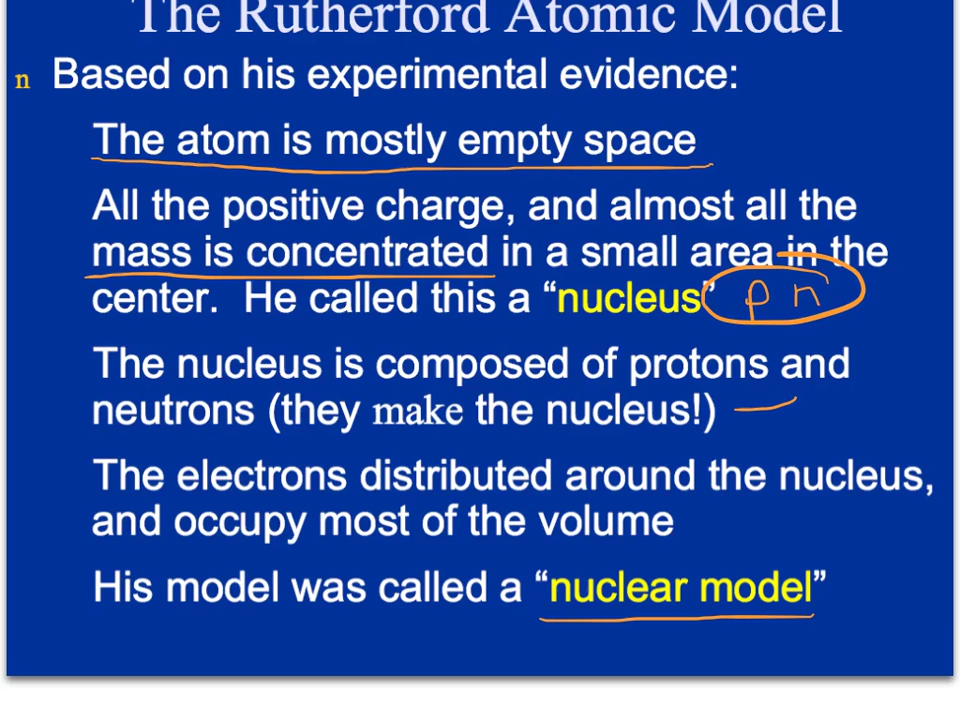 The Rutherford Atomic Model
n Based on his experimental evidence:
The atom is mostly empty space
All the positive charge, and almost all the
mass is concentrated in a small area in the
center. He called this a “nucleus” p n
The nucleus is composed of protons and
neutrons (they make the nucleus!)
The electrons distributed around the nucleus,
and occupy most of the volume
His model was called a “nuclear model”